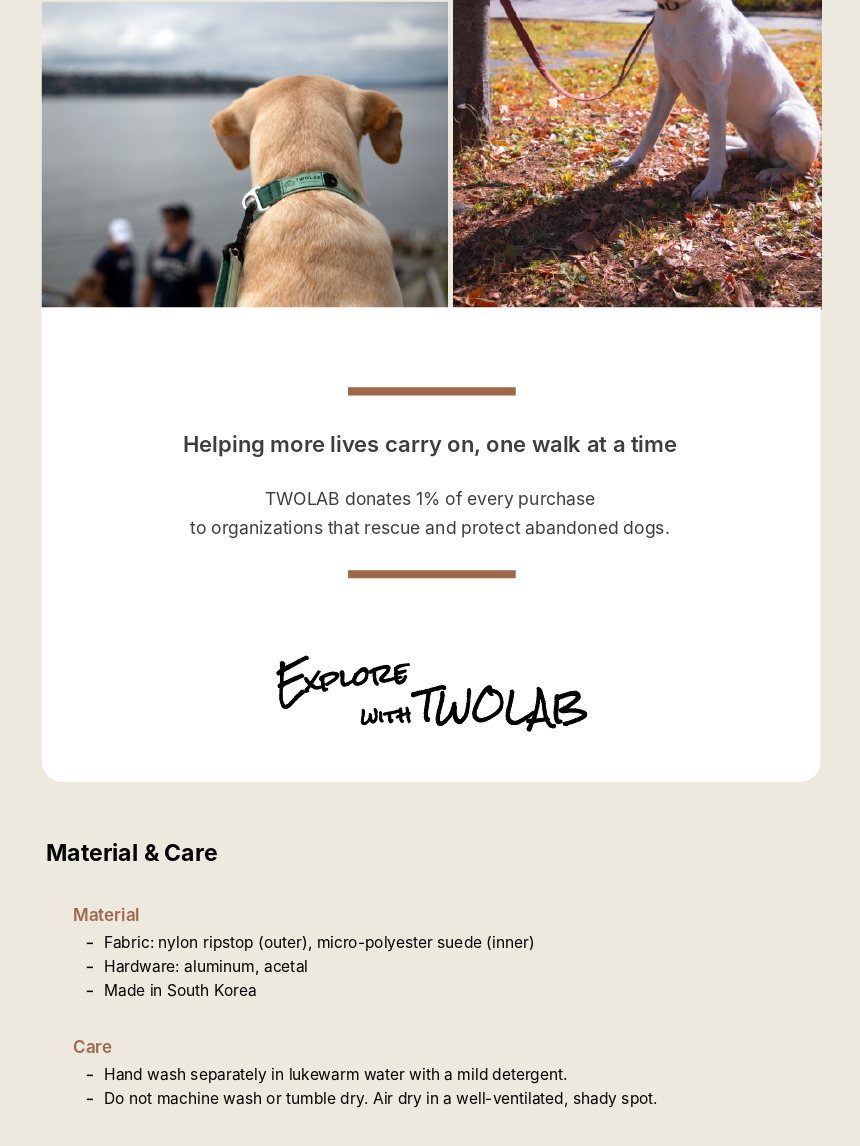 TWOLAB
Helping more lives carry on, one walk at a time
TWOLAB donates 1% of every purchase
to organizations that rescue and protect abandoned dogs.
EXPLORE
WITH TWOLAB
Material & Care
Material
- Fabric: nylon ripstop (outer), micro-polyester suede (inner)
- Hardware: aluminum, acetal
- Made in South Korea
Care
- Hand wash separately in lukewarm water with a mild detergent.
- Do not machine wash or tumble dry. Air dry in a well-ventilated, shady spot.